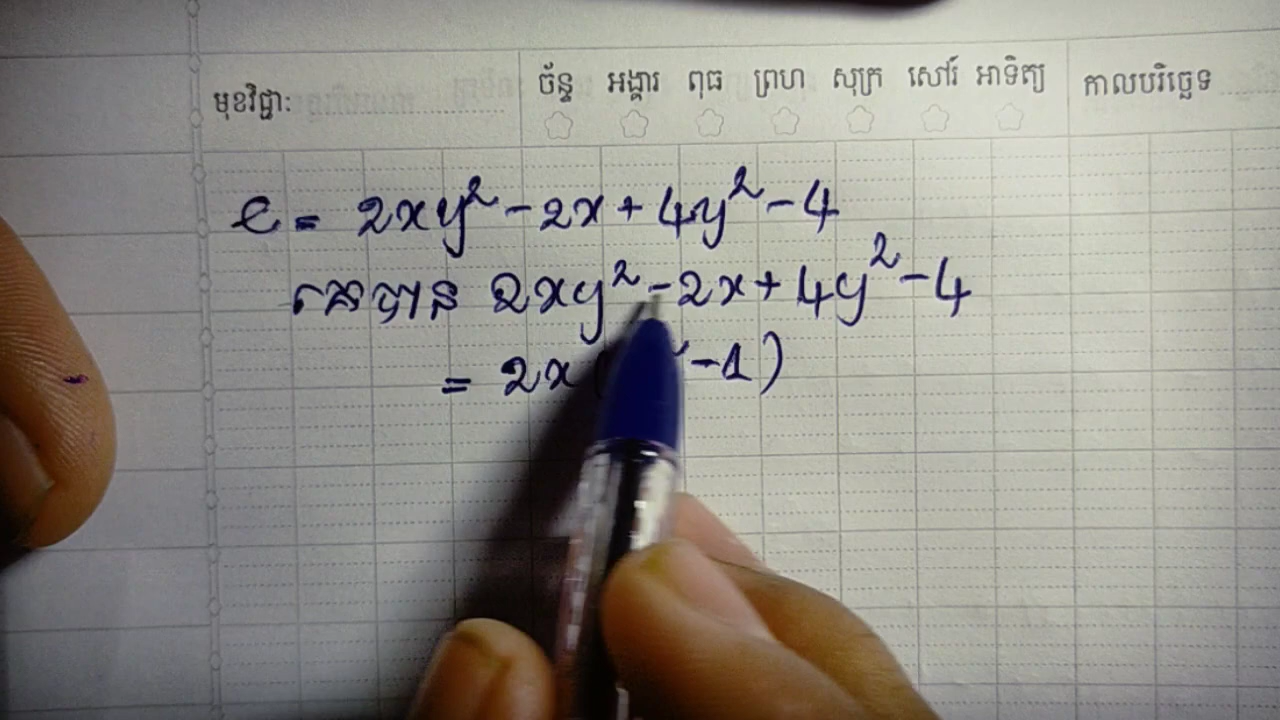 មុខវិជ្ជា: ច័ន្ទ អង្គារ ពុធ ព្រហ សុក្រ សៅរ៍ អាទិត្យ កាលបរិច្ឆេទ
e = 2xy² - 2x + 4y² - 4
គេបាន 2xy² - 2x + 4y² - 4
= 2x( - 1)